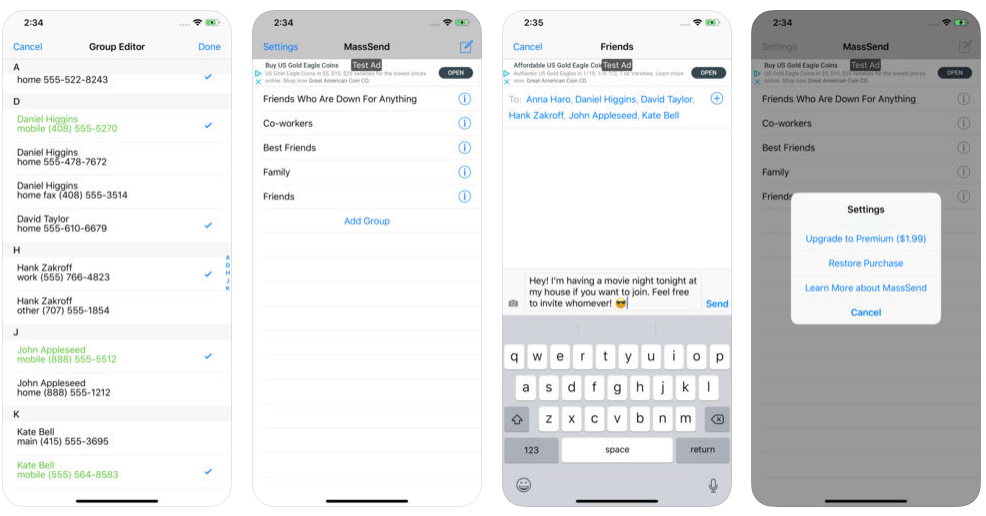 2:34
Cancel Group Editor Done
A
home 555-522-8243
D
Daniel Higgins
mobile (408) 555-5270
Daniel Higgins
home 555-478-7672
Daniel Higgins
home fax (408) 555-3514
David Taylor
home 555-610-6679
H
Hank Zakroff
work (555) 766-4823
Hank Zakroff
other (707) 555-1854
J
John Appleseed
mobile (888) 555-5512
John Appleseed
home (888) 555-1212
K
Kate Bell
main (415) 555-3695
Kate Bell
mobile (555) 564-8583
A
D
H
J
K
2:34
Settings MassSend
Buy US Gold Eagle Coins Test Ad
Buy US Gold Eagle Coins in $5, $10, $25 varieties for the lowest prices
online. Shop now Great American Coin CO.
OPEN
Friends Who Are Down For Anything
Co-workers
Best Friends
Family
Friends
Add Group
2:35
Cancel Friends
Affordable US Gold Eagle Coi Test Ad
Authentic US Gold Eagles in 1/10, 1/4, 1/2, 1 oz Varieties. Learn more
now. Great American Coin CO
OPEN
To: Anna Haro, Daniel Higgins, David Taylor,
Hank Zakroff, John Appleseed, Kate Bell
Hey! I'm having a movie night tonight at
my house if you want to join. Feel free
to invite whomever! 😎
Send
q w e r t y u i o p
a s d f g h j k l
z x c v b n m
123 space return
2:34
Settings MassSend
Buy US Gold Eagle Coins Test Ad
Buy US Gold Eagle Coins in $5, $10, $25 varieties for the lowest prices
online. Shop now Great American Coin CO.
OPEN
Friends Who Are Down For Anything
Co-workers
Best Friends
Family
Friends
Settings
Upgrade to Premium ($1.99)
Restore Purchase
Learn More about MassSend
Cancel